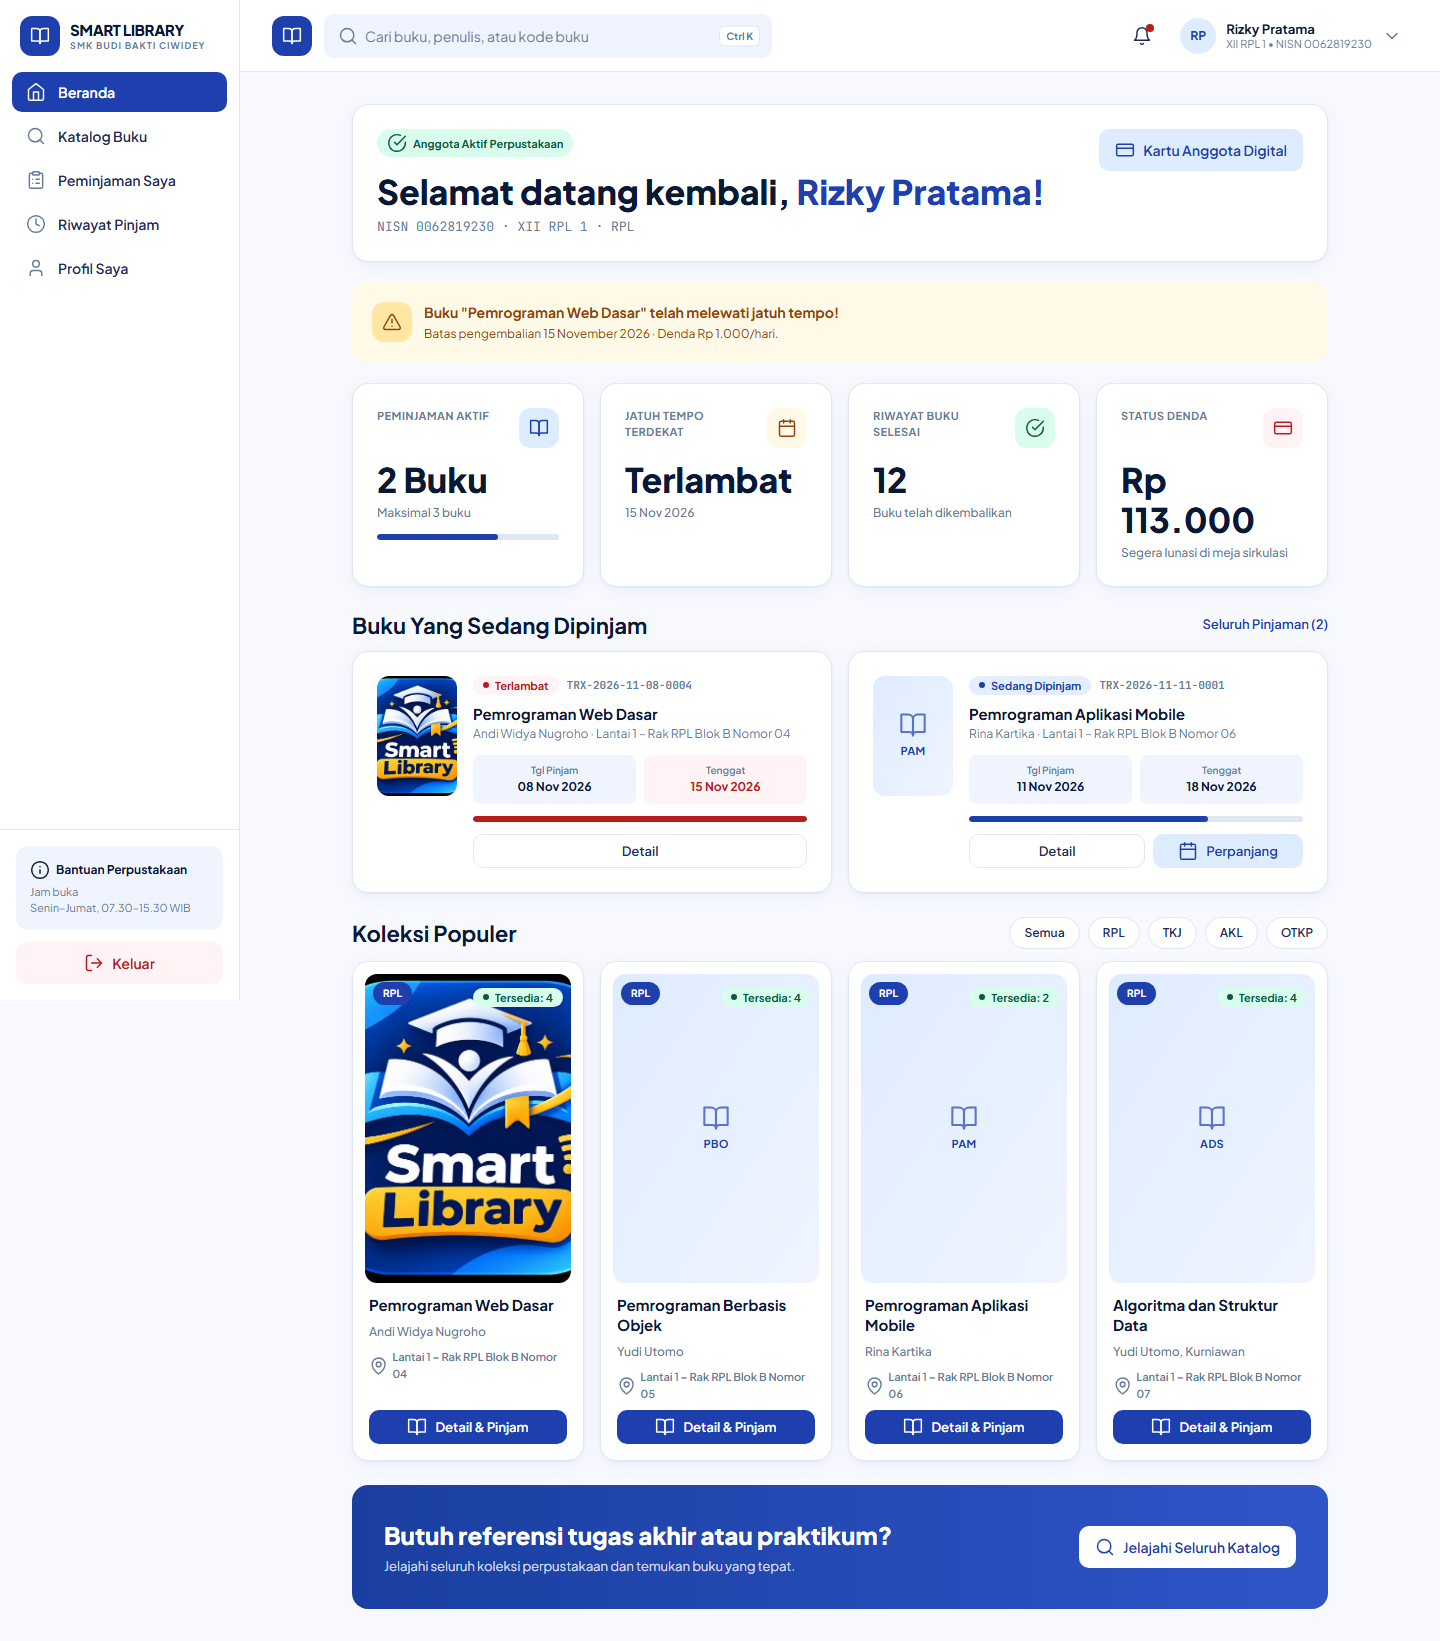 SMART LIBRARY
SMK BUDI BAKTI CIWIDEY
Cari buku, penulis, atau kode buku
Ctrl K
RP
Rizky Pratama
XII RPL 1 • NISN 0062819230
Beranda
Katalog Buku
Peminjaman Saya
Riwayat Pinjam
Profil Saya
Bantuan Perpustakaan
Jam buka
Senin–Jumat, 07.30–15.30 WIB
Keluar
Anggota Aktif Perpustakaan
Kartu Anggota Digital
Selamat datang kembali, Rizky Pratama!
NISN 0062819230 · XII RPL 1 · RPL
Buku "Pemrograman Web Dasar" telah melewati jatuh tempo!
Batas pengembalian 15 November 2026 · Denda Rp 1.000/hari.
PEMINJAMAN AKTIF
2 Buku
Maksimal 3 buku
JATUH TEMPO
TERDEKAT
Terlambat
15 Nov 2026
RIWAYAT BUKU
SELESAI
12
Buku telah dikembalikan
STATUS DENDA
Rp
113.000
Segera lunasi di meja sirkulasi
Buku Yang Sedang Dipinjam
Seluruh Pinjaman (2)
Smart
Library
Terlambat
TRX-2026-11-08-0004
Pemrograman Web Dasar
Andi Widya Nugroho · Lantai 1 – Rak RPL Blok B Nomor 04
Tgl Pinjam
08 Nov 2026
Tenggat
15 Nov 2026
Detail
PAM
Sedang Dipinjam
TRX-2026-11-11-0001
Pemrograman Aplikasi Mobile
Rina Kartika · Lantai 1 – Rak RPL Blok B Nomor 06
Tgl Pinjam
11 Nov 2026
Tenggat
18 Nov 2026
Detail
Perpanjang
Koleksi Populer
Semua
RPL
TKJ
AKL
OTKP
RPL
Tersedia: 4
Smart
Library
Pemrograman Web Dasar
Andi Widya Nugroho
Lantai 1 – Rak RPL Blok B Nomor
04
Detail & Pinjam
RPL
Tersedia: 4
PBO
Pemrograman Berbasis
Objek
Yudi Utomo
Lantai 1 – Rak RPL Blok B Nomor
05
Detail & Pinjam
RPL
Tersedia: 2
PAM
Pemrograman Aplikasi
Mobile
Rina Kartika
Lantai 1 – Rak RPL Blok B Nomor
06
Detail & Pinjam
RPL
Tersedia: 4
ADS
Algoritma dan Struktur
Data
Yudi Utomo, Kurniawan
Lantai 1 – Rak RPL Blok B Nomor
07
Detail & Pinjam
Butuh referensi tugas akhir atau praktikum?
Jelajahi seluruh koleksi perpustakaan dan temukan buku yang tepat.
Jelajahi Seluruh Katalog